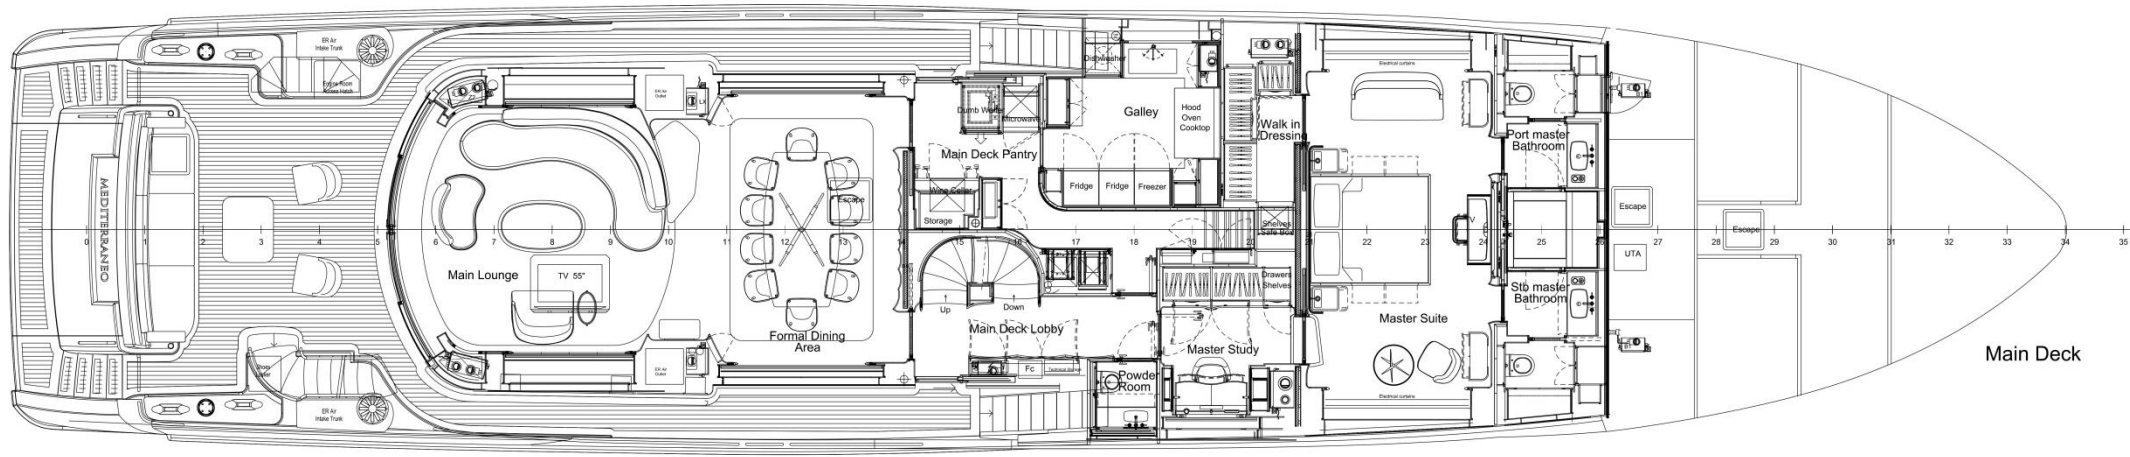 ER Air
Intake Trunk
Engine Room
Access Hatch
MEDITERRANEO
Shoes
Locker
ER Air
Intake Trunk
Main Lounge
TV 55"
ER Air
Outlet
LX
ER Air
Outlet
Formal Dining
Area
Escape
Dumb Waiter
Microwave
Main Deck Pantry
Wine Cellar
Storage
Up
Down
Main Deck Lobby
Fc
Dishwasher
Galley
Hood
Oven
Cooktop
Fridge
Fridge
Freezer
Walk in
Dressing
Shelves
Safe Box
Drawers
Shelves
Master Study
Powder
Room
Electrical curtains
Master Suite
Electrical curtains
Port master
Bathroom
Stb master
Bathroom
Escape
UTA
Escape
0 1 2 3 4 5 6 7 8 9 10 11 12 13 14 15 16 17 18 19 20 21 22 23 24 25 26 27 28 29 30 31 32 33 34 35
Main Deck